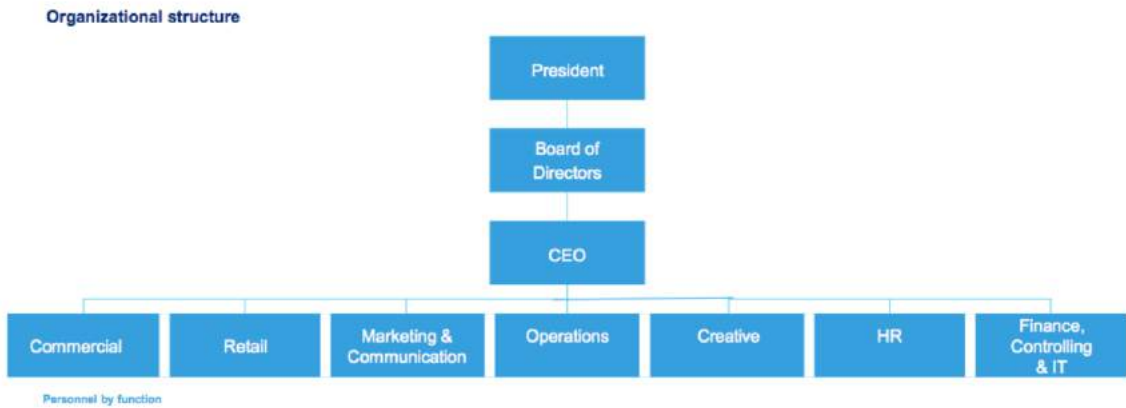 Organizational structure
President
Board of
Directors
CEO
Commercial
Retail
Marketing &
Communication
Operations
Creative
HR
Finance,
Controlling
& IT
Personnel by function